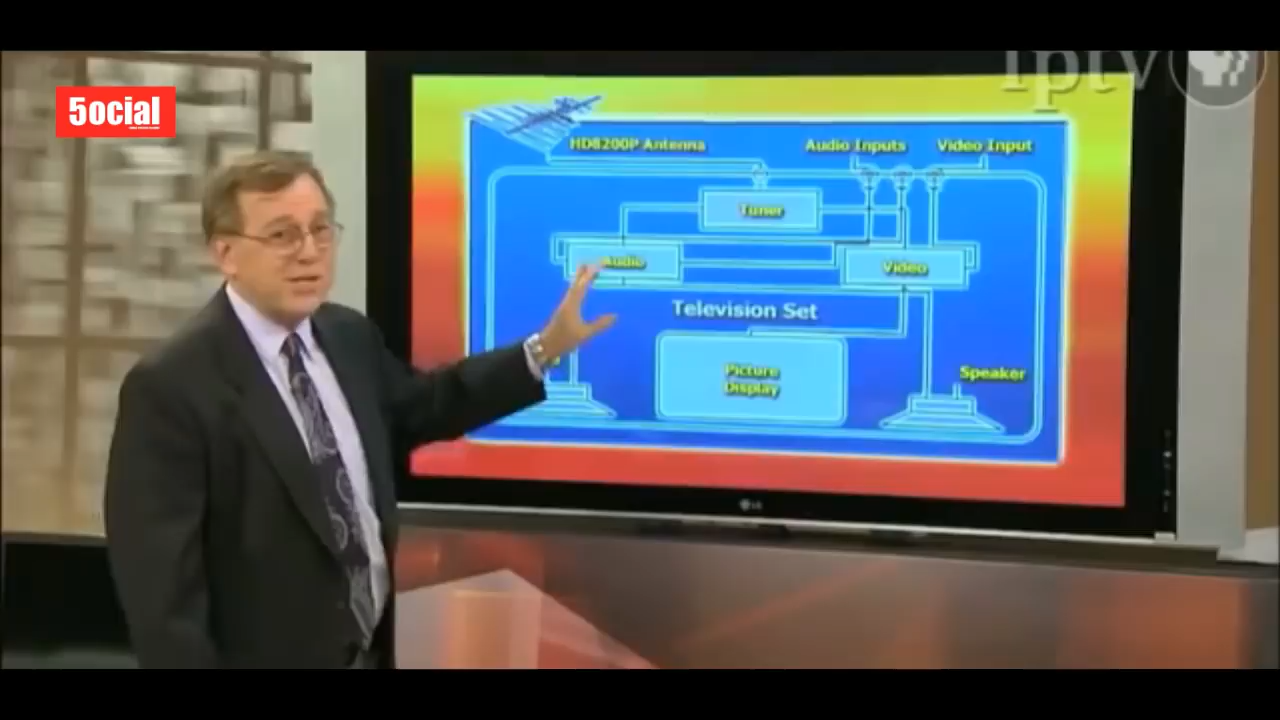 5ocial
iptv
HD8200P Antenna
Audio Inputs
Video Input
Tuner
Audio
Video
Television Set
Picture
Display
Speaker
LG